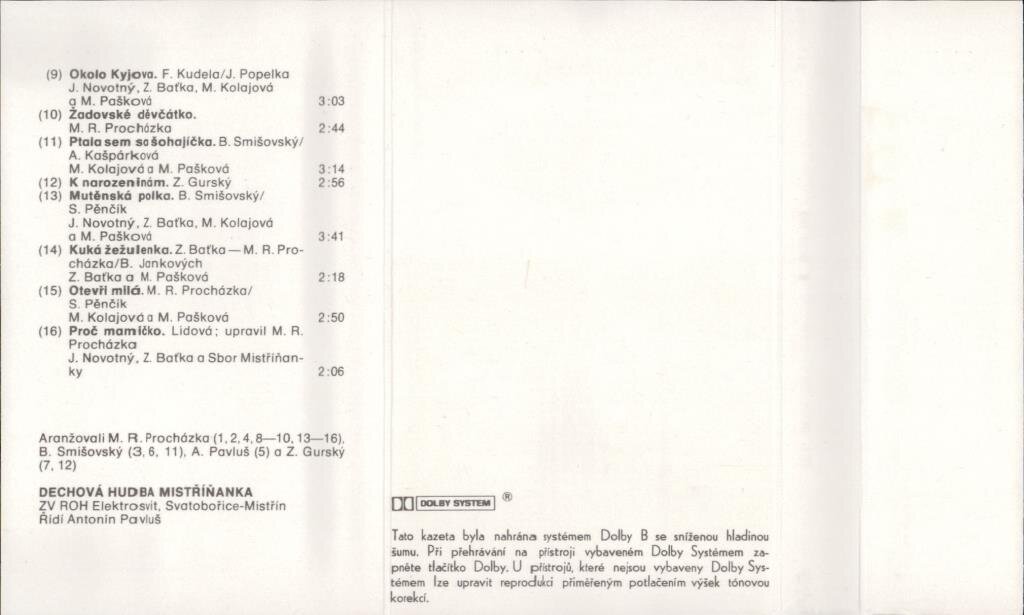 (9) Okolo Kyjova. F. Kudela/J. Popelka
J. Novotný, Z. Baťka, M. Kolajová
a M. Pašková 3:03
(10) Žadovské děvčátko.
M. R. Procházka 2:44
(11) Ptala sem sa šohajíčka. B. Smišovský/
A. Kašpárková
M. Kolajová a M. Pašková 3:14
(12) K narozeninám. Z. Gurský 2:56
(13) Mutěnská polka. B. Smišovský/
S. Pěnčík
J. Novotný, Z. Baťka, M. Kolajová
a M. Pašková 3:41
(14) Kuká žežulenka. Z. Baťka — M. R. Pro-
cházka/B. Jankových
Z. Baťka a M. Pašková 2:18
(15) Otevři milá. M. R. Procházka/
S. Pěnčík
M. Kolajová a M. Pašková 2:50
(16) Proč mamičko. Lidová; upravil M. R.
Procházka
J. Novotný, Z. Baťka a Sbor Mistříňan-
ky 2:06
Aranžovali M. R. Procházka (1, 2, 4, 8—10, 13—16),
B. Smišovský (3, 6, 11), A. Pavluš (5) a Z. Gurský
(7, 12)
DECHOVÁ HUDBA MISTŘÍŇANKA
ZV ROH Elektrosvit, Svatobořice-Mistřín
Řídí Antonín Pavluš
DOLBY SYSTEM ®
Tato kazeta byla nahrána systémem Dolby B se sníženou hladinou
šumu. Při přehrávání na přístroji vybaveném Dolby Systémem za-
pněte tlačítko Dolby. U přístrojů, které nejsou vybaveny Dolby Sys-
témem lze upravit reprodukci přiměřeným potlačením výšek tónovou
korekcí.